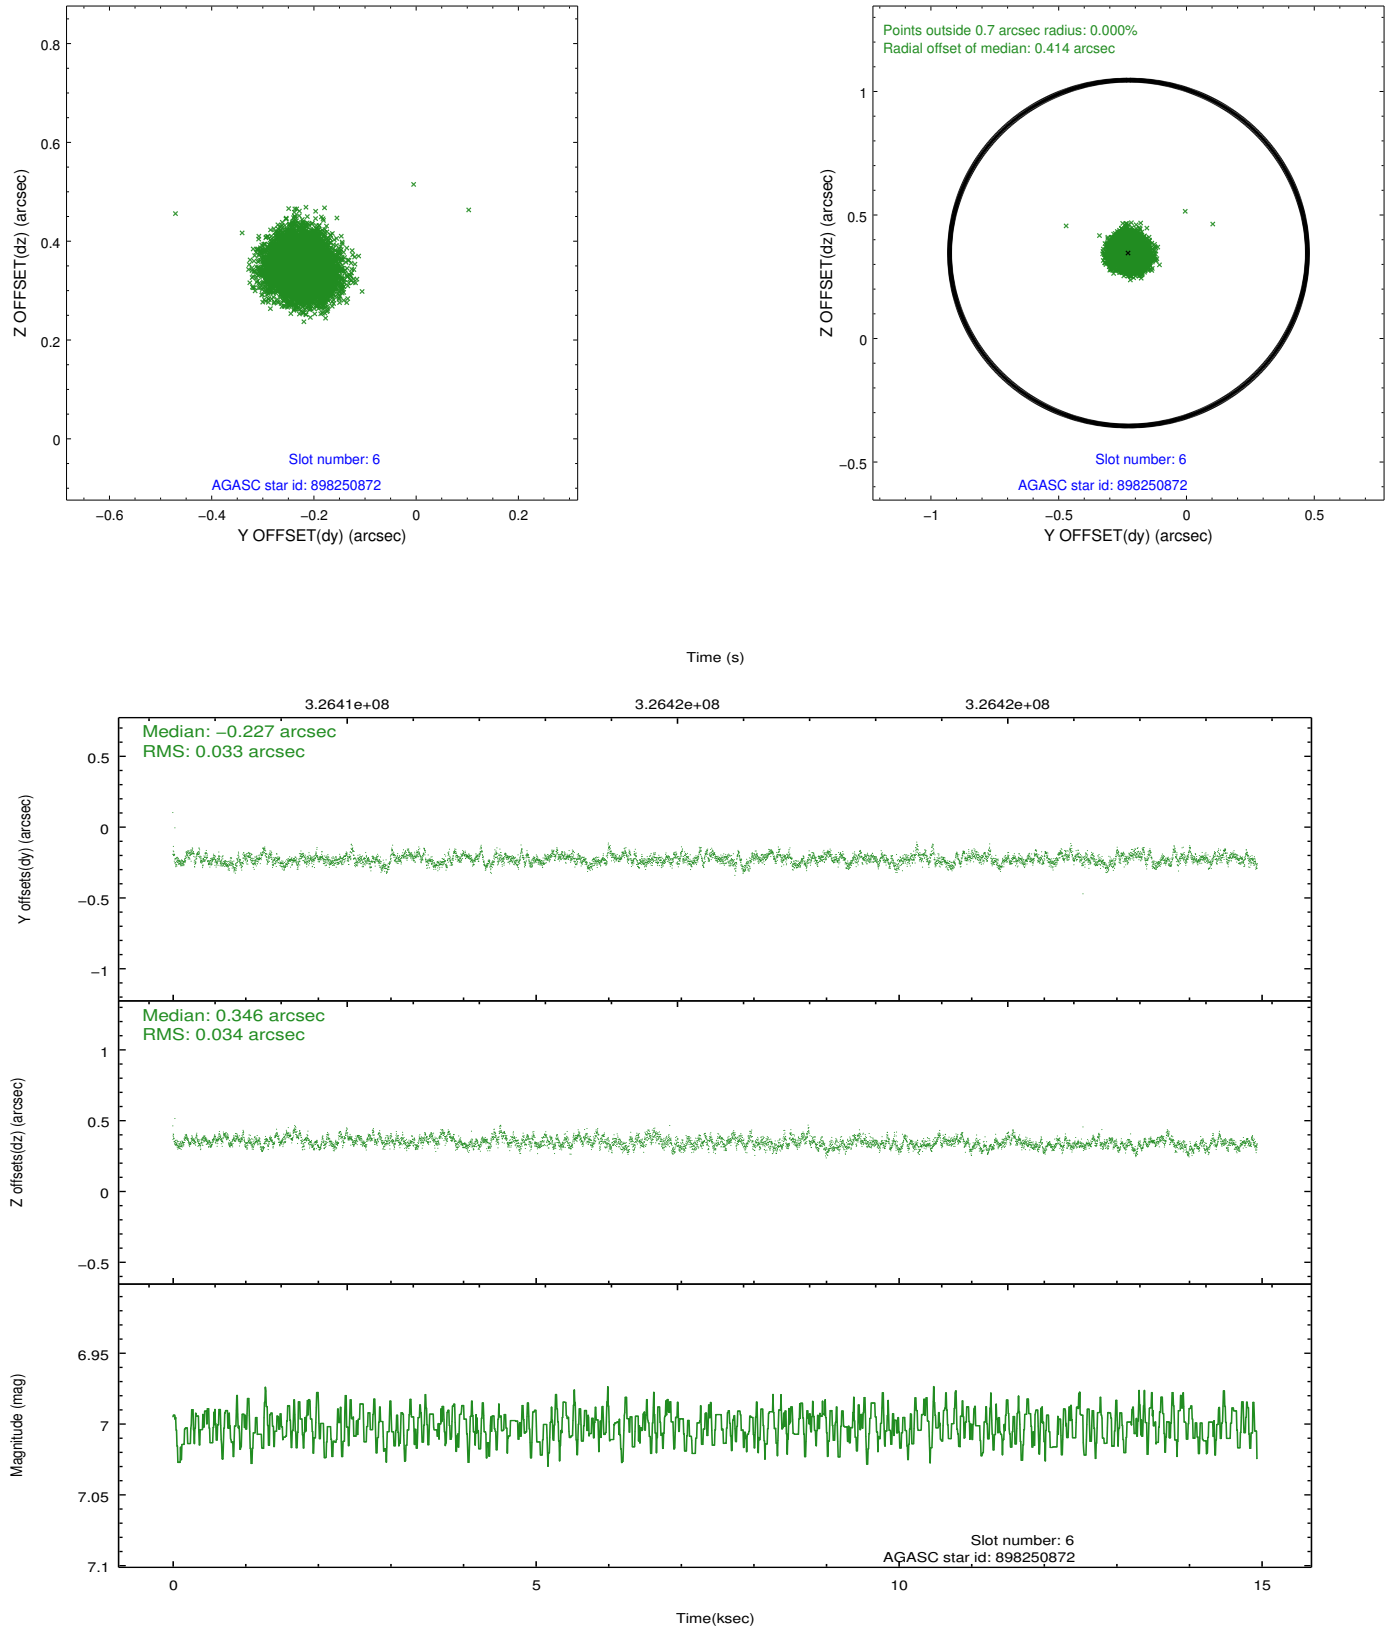 0.8
0.6
0.4
0.2
0
−0.6
−0.4
−0.2
0
0.2
Z OFFSET(dz) (arcsec)
Y OFFSET(dy) (arcsec)
Slot number: 6
AGASC star id: 898250872
Points outside 0.7 arcsec radius: 0.000%
Radial offset of median: 0.414 arcsec
1
0.5
0
−0.5
−1
−0.5
0
0.5
Z OFFSET(dz) (arcsec)
Y OFFSET(dy) (arcsec)
Slot number: 6
AGASC star id: 898250872
Time (s)
3.2641e+08
3.2642e+08
3.2642e+08
Median: −0.227 arcsec
RMS: 0.033 arcsec
0.5
0
−0.5
−1
Y offsets(dy) (arcsec)
Median: 0.346 arcsec
RMS: 0.034 arcsec
1
0.5
0
−0.5
Z offsets(dz) (arcsec)
6.95
7
7.05
7.1
Magnitude (mag)
Slot number: 6
AGASC star id: 898250872
0
5
10
15
Time(ksec)